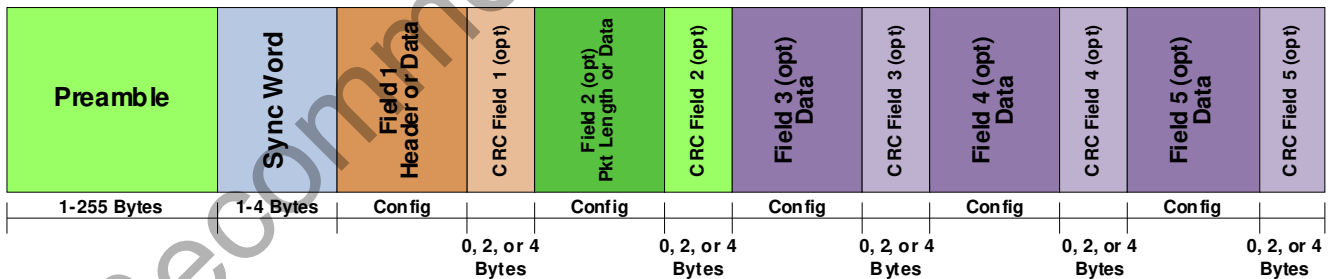 Preamble
Sync Word
Field 1
Header or Data
CRC Field 1 (opt)
Field 2 (opt)
Pkt Length or Data
CRC Field 2 (opt)
Field 3 (opt)
Data
CRC Field 3 (opt)
Field 4 (opt)
Data
CRC Field 4 (opt)
Field 5 (opt)
Data
CRC Field 5 (opt)
1-255 Bytes
1-4 Bytes
Config
Config
Config
Config
Config
0, 2, or 4
Bytes
0, 2, or 4
Bytes
0, 2, or 4
Bytes
0, 2, or 4
Bytes
0, 2, or 4
Bytes
Recomme